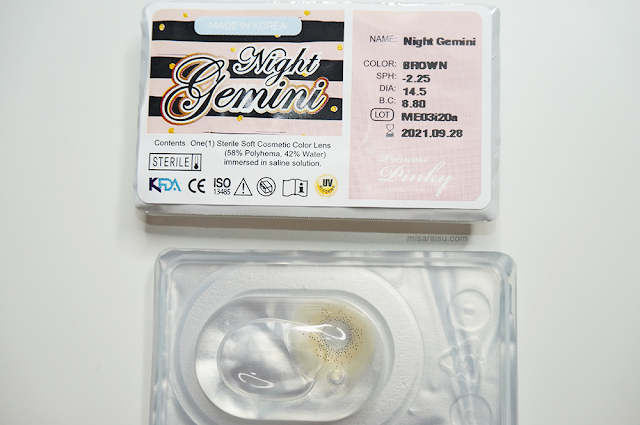 MADE IN KOREA
Night
Gemini
Contents :One(1) Sterile Soft Cosmetic Color Lens
(58% Polyhema, 42% Water)
immersed in saline solution.
STERILE
KFDA CE ISO
13485
UV
NAME: Night Gemini
COLOR: BROWN
SPH: -2.25
DIA: 14.5
B.C: 8.80
LOT ME03i20a
2021.09.28
Princess
Pinky
misaraisu.com